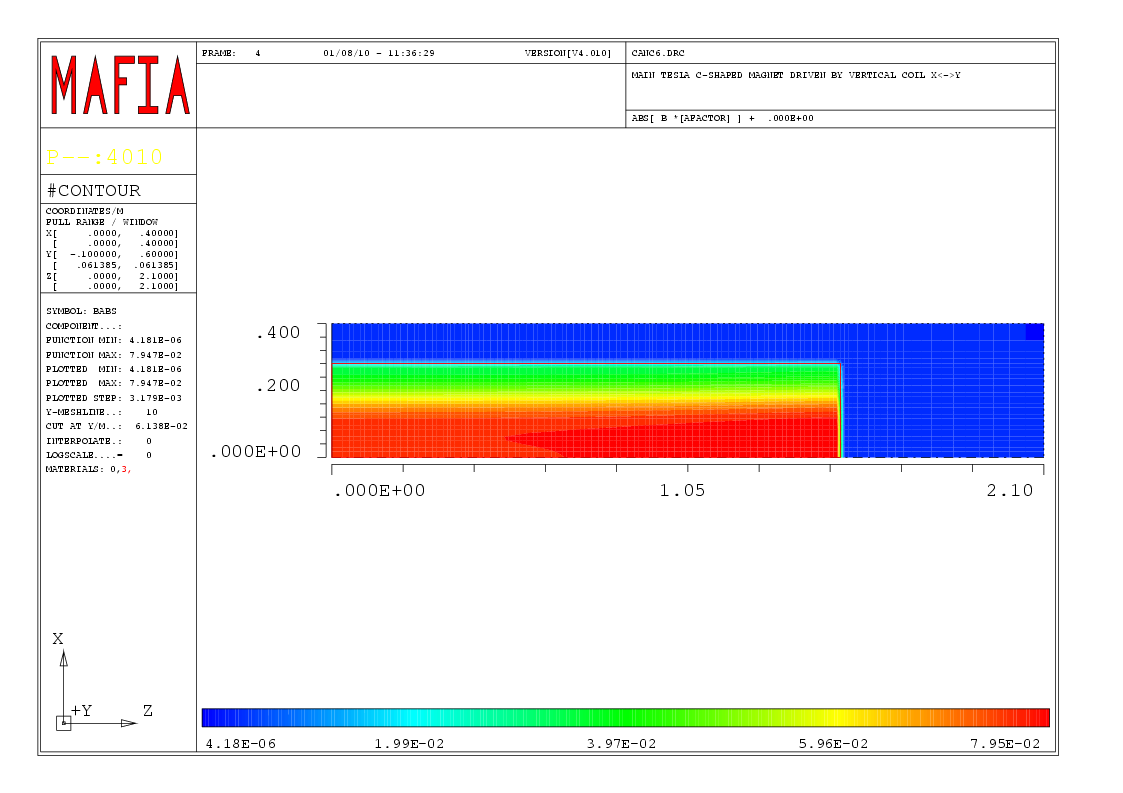 MAFIA
FRAME: 4 01/08/10 - 11:36:29 VERSION[V4.010] CANC6.DRC
MAIN TESLA C-SHAPED MAGNET DRIVEN BY VERTICAL COIL X<->Y
ABS[ B *[AFACTOR] ] + .000E+00
P--:4010
#CONTOUR
COORDINATES/M
FULL RANGE / WINDOW
X[ .0000, .40000]
[ .0000, .40000]
Y[ -.100000, .60000]
[ .061385, .061385]
Z[ .0000, 2.1000]
[ .0000, 2.1000]
SYMBOL: BABS
COMPONENT...:
FUNCTION MIN: 4.181E-06
FUNCTION MAX: 7.947E-02
PLOTTED MIN: 4.181E-06
PLOTTED MAX: 7.947E-02
PLOTTED STEP: 3.179E-03
Y-MESHLINE..: 10
CUT AT Y/M..: 6.138E-02
INTERPOLATE.: 0
LOGSCALE....= 0
MATERIALS: 0,3,
.400
.200
.000E+00
.000E+00 1.05 2.10
X
+Y Z
4.18E-06 1.99E-02 3.97E-02 5.96E-02 7.95E-02